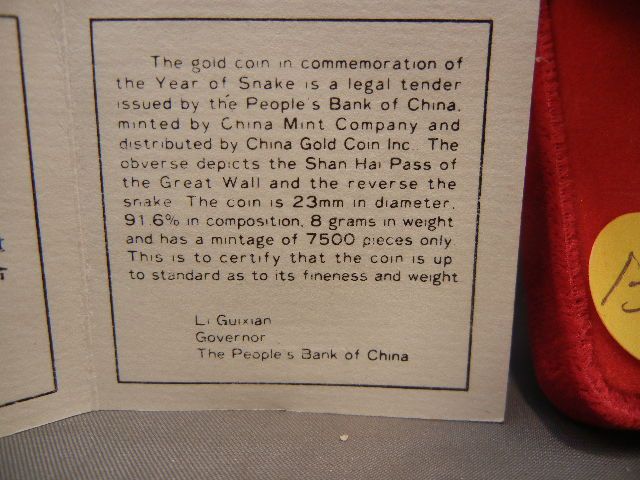 The gold coin in commemoration of
the Year of Snake is a legal tender
issued by the People's Bank of China,
minted by China Mint Company and
distributed by China Gold Coin Inc. The
obverse depicts the Shan Hai Pass of
the Great Wall and the reverse the
snake. The coin is 23mm in diameter,
91.6% in composition, 8 grams in weight
and has a mintage of 7500 pieces only.
This is to certify that the coin is up
to standard as to its fineness and weight
Li Guixian
Governor
The People's Bank of China